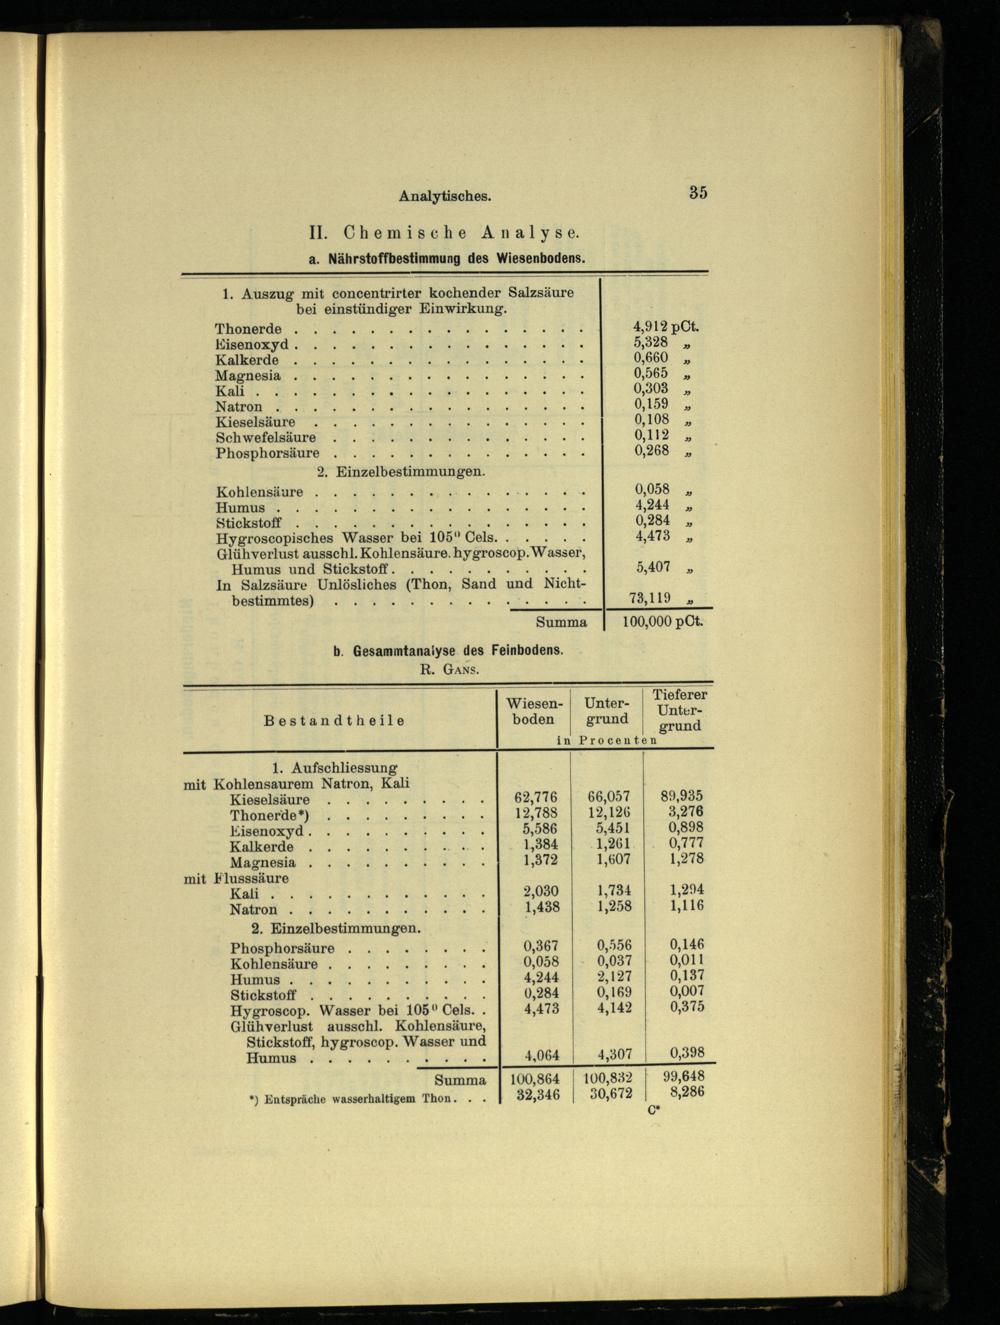 Analytisches. 35
II. Chemische Analyse.
a. Nährstoffbestimmung des Wiesenbodens.
1. Auszug mit concentrirter kochender Salzsäure
bei einstündiger Einwirkung.
Thonerde . . . . . . . . . . . . . . . . 4,912 pCt.
Eisenoxyd . . . . . . . . . . . . . . . . 5,328 „
Kalkerde . . . . . . . . . . . . . . . . 0,660 „
Magnesia . . . . . . . . . . . . . . . . 0,565 „
Kali . . . . . . . . . . . . . . . . . . 0,303 „
Natron . . . . . . . . . . . . . . . . . 0,159 „
Kieselsäure . . . . . . . . . . . . . . . 0,108 „
Schwefelsäure . . . . . . . . . . . . . . 0,112 „
Phosphorsäure . . . . . . . . . . . . . . 0,268 „
2. Einzelbestimmungen.
Kohlensäure . . . . . . . . . . . . . . . 0,058 „
Humus . . . . . . . . . . . . . . . . . 4,244 „
Stickstoff . . . . . . . . . . . . . . . . 0,284 „
Hygroscopisches Wasser bei 105⁰ Cels. . . . . . 4,473 „
Glühverlust ausschl. Kohlensäure. hygroscop. Wasser,
Humus und Stickstoff . . . . . . . . . . . 5,407 „
In Salzsäure Unlösliches (Thon, Sand und Nicht-
bestimmtes) . . . . . . . . . . . . . . 73,119 „
Summa 100,000 pCt.
b. Gesammtanalyse des Feinbodens.
R. GANS.
Bestandtheile Wiesen- Unter- Tieferer
boden grund Unter-
grund
in Procenten
1. Aufschliessung
mit Kohlensaurem Natron, Kali
Kieselsäure . . . . . . . . . 62,776 66,057 89,935
Thonerde*) . . . . . . . . . 12,788 12,126 3,276
Eisenoxyd . . . . . . . . . . 5,586 5,451 0,898
Kalkerde . . . . . . . . . . 1,384 1,261 0,777
Magnesia . . . . . . . . . . 1,372 1,607 1,278
mit Flusssäure
Kali . . . . . . . . . . . . 2,030 1,734 1,294
Natron . . . . . . . . . . . 1,438 1,258 1,116
2. Einzelbestimmungen.
Phosphorsäure . . . . . . . . 0,367 0,556 0,146
Kohlensäure . . . . . . . . . 0,058 0,037 0,011
Humus . . . . . . . . . . . 4,244 2,127 0,137
Stickstoff . . . . . . . . . . 0,284 0,169 0,007
Hygroscop. Wasser bei 105⁰ Cels. . 4,473 4,142 0,375
Glühverlust ausschl. Kohlensäure,
Stickstoff, hygroscop. Wasser und
Humus . . . . . . . . . . 4,064 4,307 0,398
Summa 100,864 100,832 99,648
*) Entspräche wasserhaltigem Thon . . . 32,346 30,672 8,286
C*